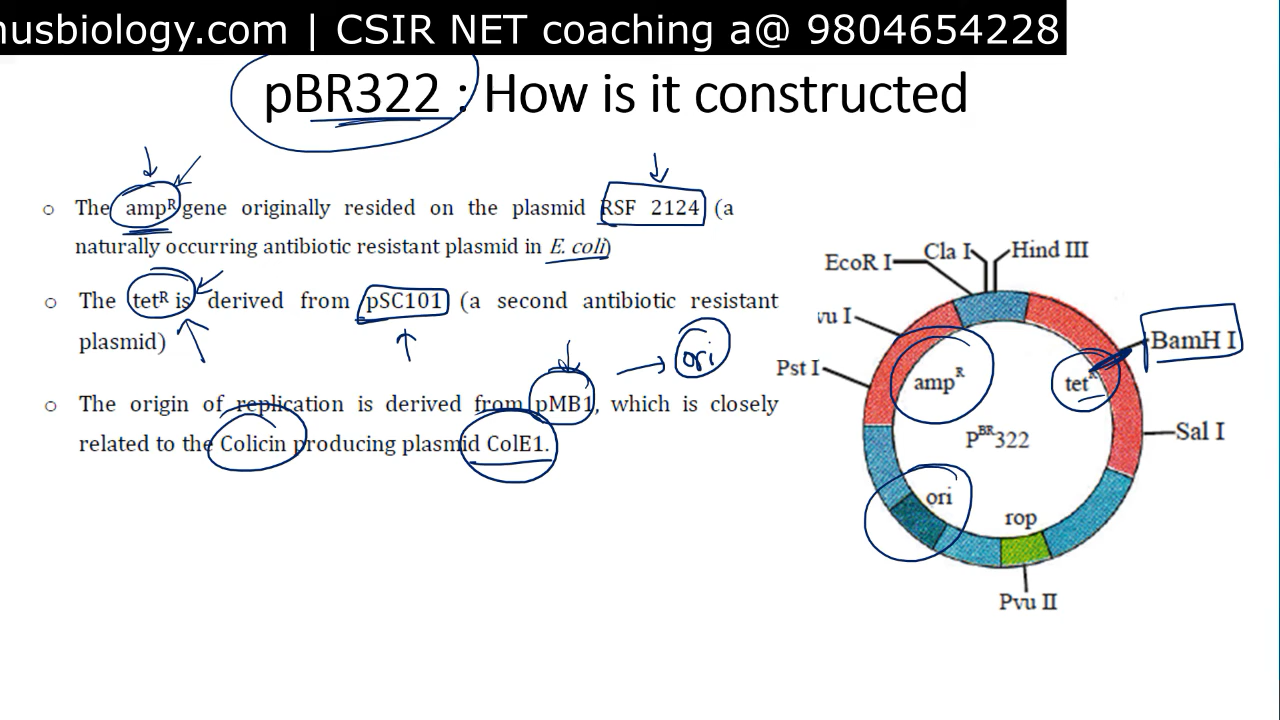 nusbiology.com | CSIR NET coaching a@ 9804654228
pBR322 : How is it constructed
o The ampR gene originally resided on the plasmid RSF 2124 (a
naturally occurring antibiotic resistant plasmid in E. coli)
o The tetR is derived from pSC101 (a second antibiotic resistant
plasmid)
ori
o The origin of replication is derived from pMB1, which is closely
related to the Colicin producing plasmid ColE1.
Cla I
Hind III
EcoR I
vu I
BamH I
Pst I
ampR
tetR
PBR322
Sal I
ori
rop
Pvu II